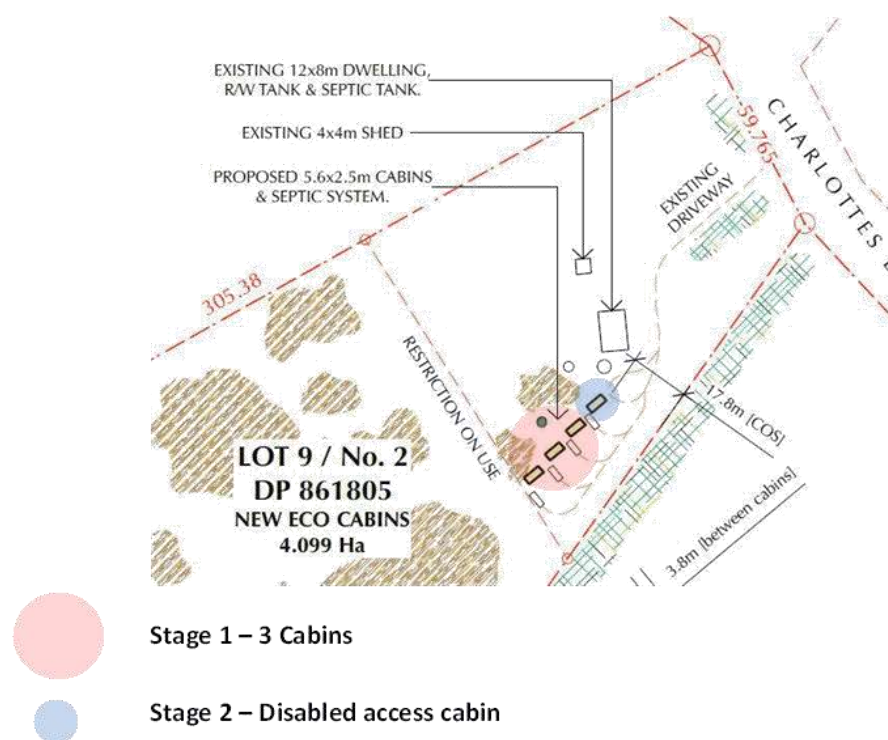 EXISTING 12x8m DWELLING,
R/W TANK & SEPTIC TANK.
EXISTING 4x4m SHED
PROPOSED 5.6x2.5m CABINS
& SEPTIC SYSTEM.
59.765
CHARLOTTES
EXISTING
DRIVEWAY
305.38
RESTRICTION ON USE
17.8m [COS]
3.8m [between cabins]
LOT 9 / No. 2
DP 861805
NEW ECO CABINS
4.099 Ha
Stage 1 – 3 Cabins
Stage 2 – Disabled access cabin